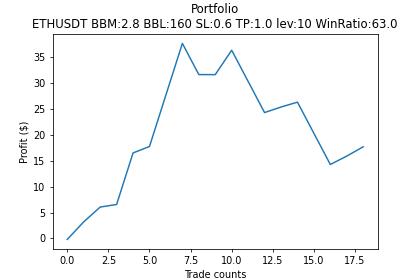 Portfolio
ETHUSDT BBM:2.8 BBL:160 SL:0.6 TP:1.0 lev:10 WinRatio:63.0
35
30
25
20
15
10
5
0
Profit ($)
0.0 2.5 5.0 7.5 10.0 12.5 15.0 17.5
Trade counts